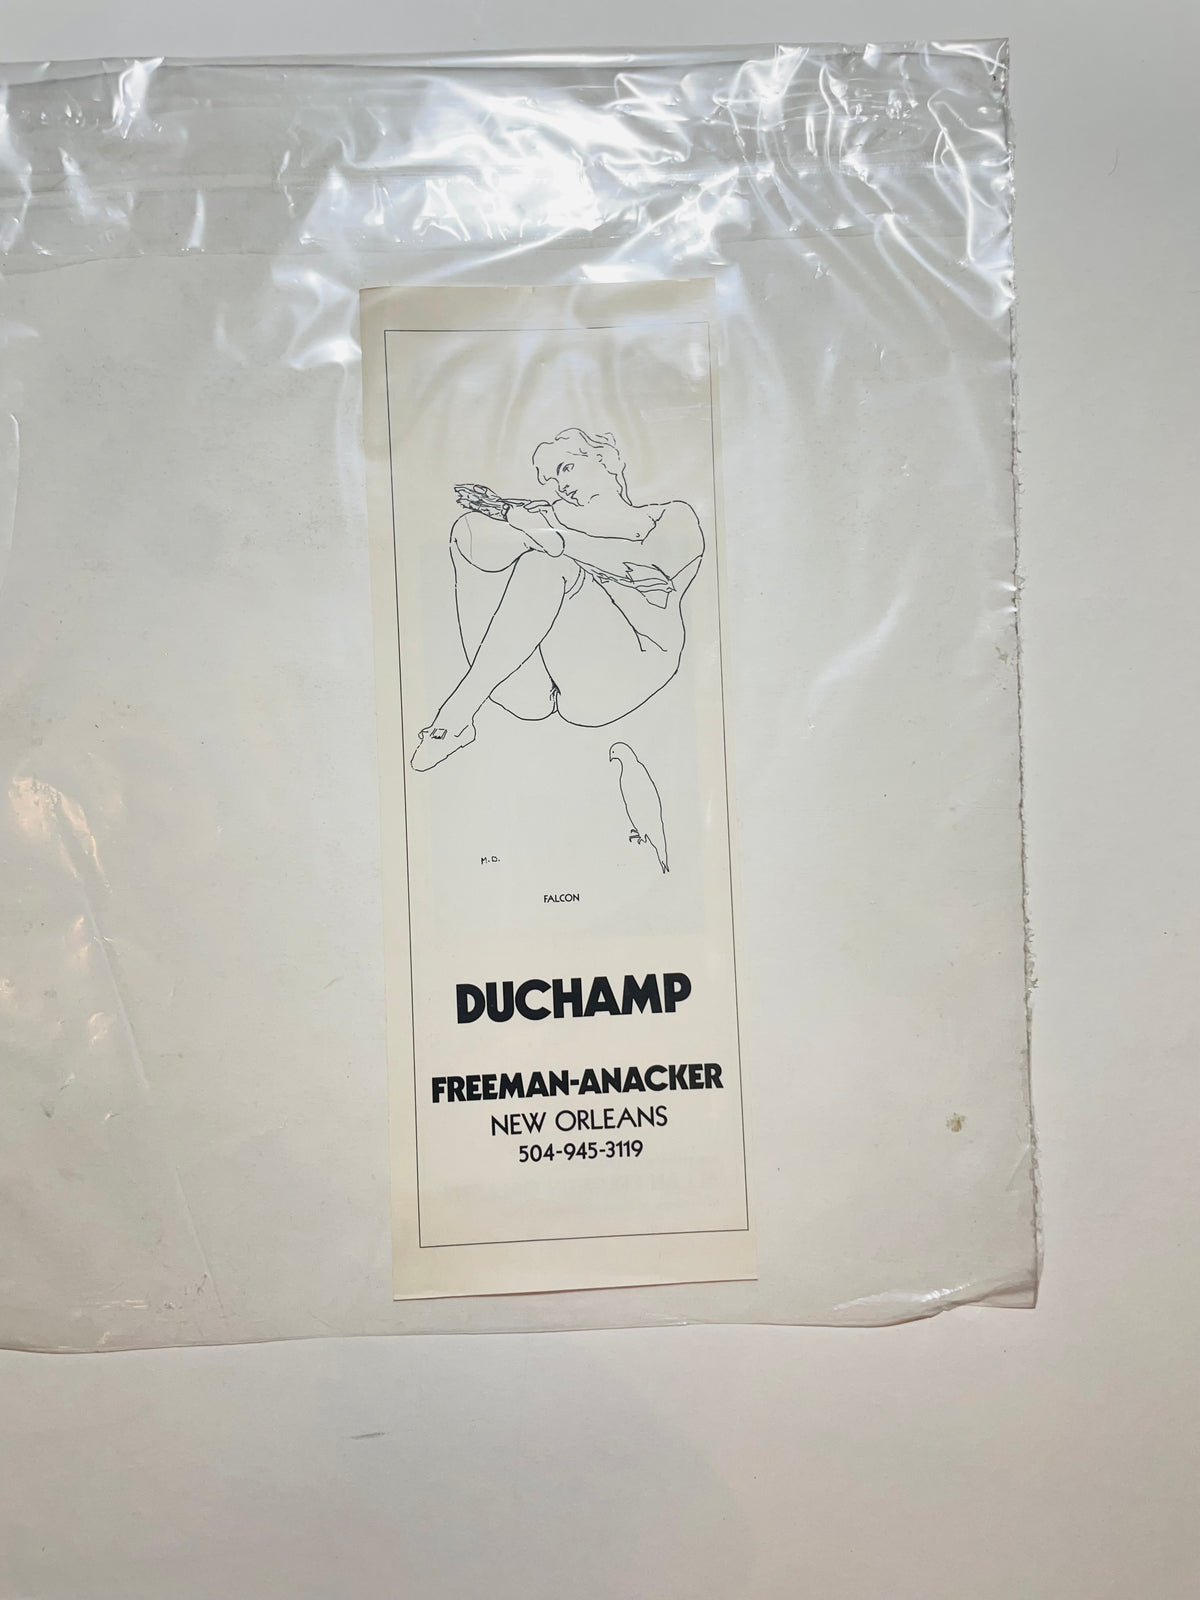 M.D.
FALCON
DUCHAMP
FREEMAN-ANACKER
NEW ORLEANS
504-945-3119